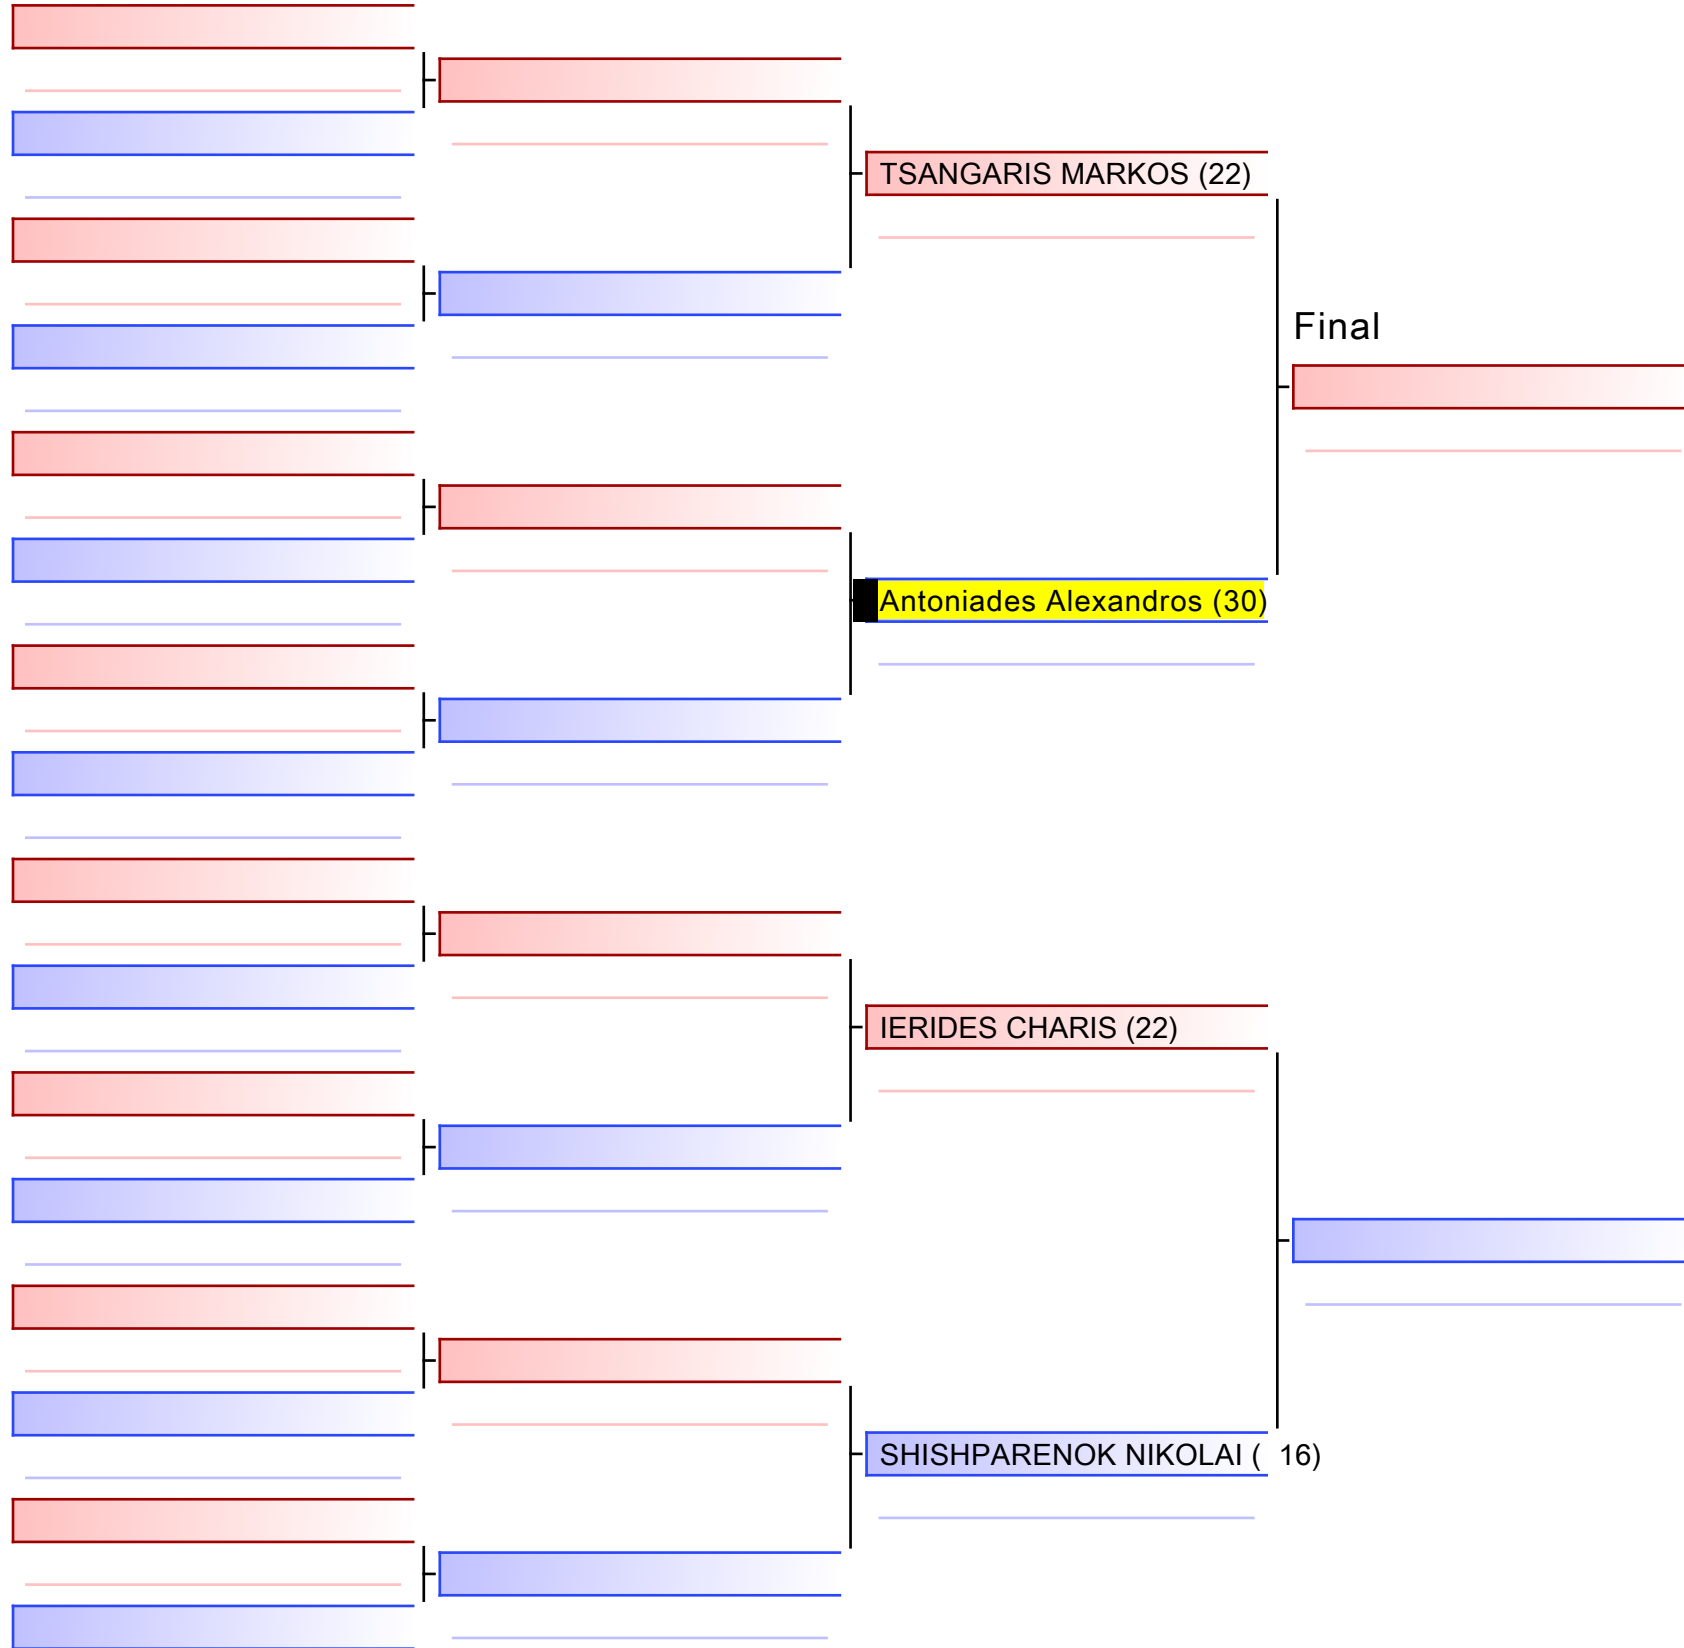 TSANGARIS MARKOS (22)
Final
Antoniades Alexandros (30)
IERIDES CHARIS (22)
SHISHPARENOK NIKOLAI ( 16)